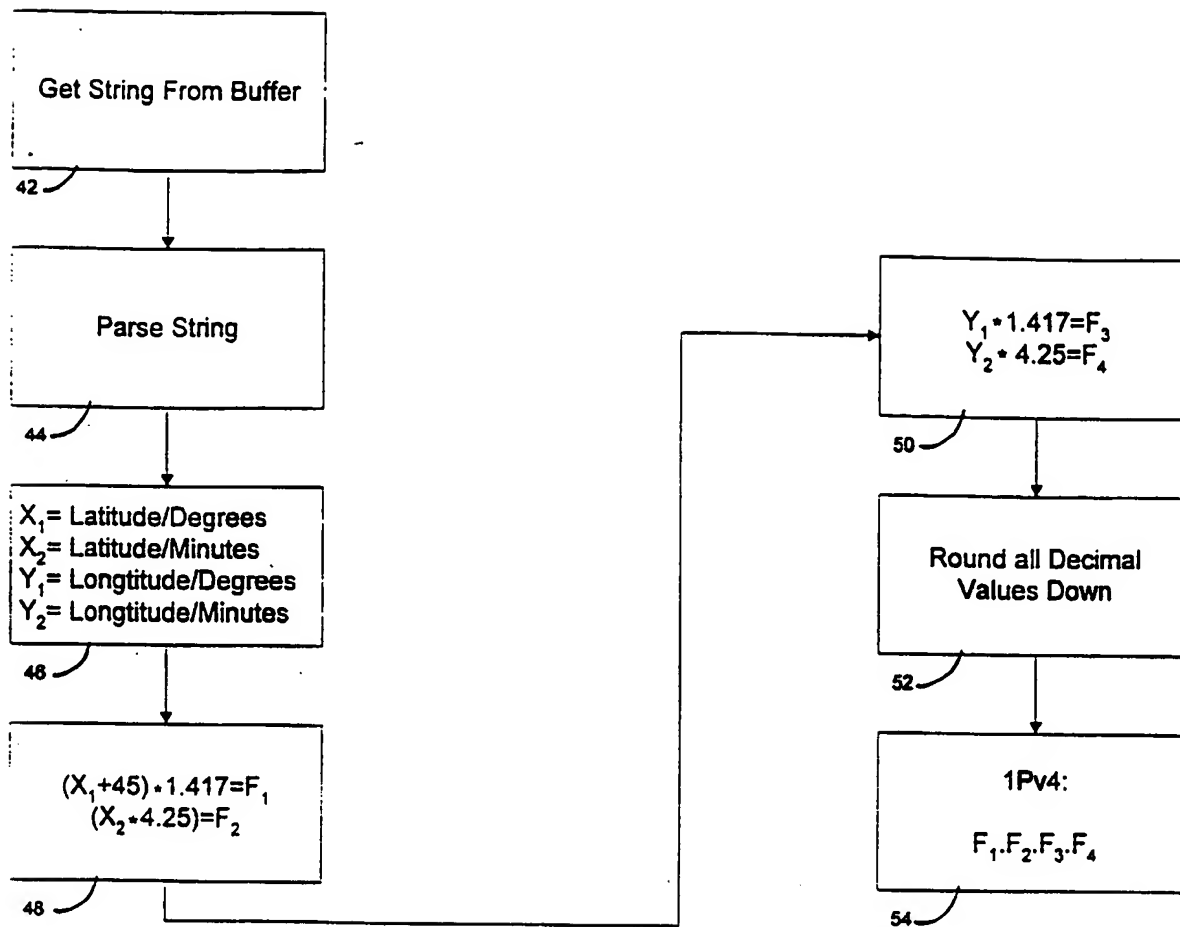 Get String From Buffer
42
Parse String
44
X₁= Latitude/Degrees
X₂= Latitude/Minutes
Y₁= Longtitude/Degrees
Y₂= Longtitude/Minutes
46
(X₁+45)*1.417=F₁
(X₂*4.25)=F₂
48
Y₁*1.417=F₃
Y₂* 4.25=F₄
50
Round all Decimal
Values Down
52
1Pv4:
F₁.F₂.F₃.F₄
54